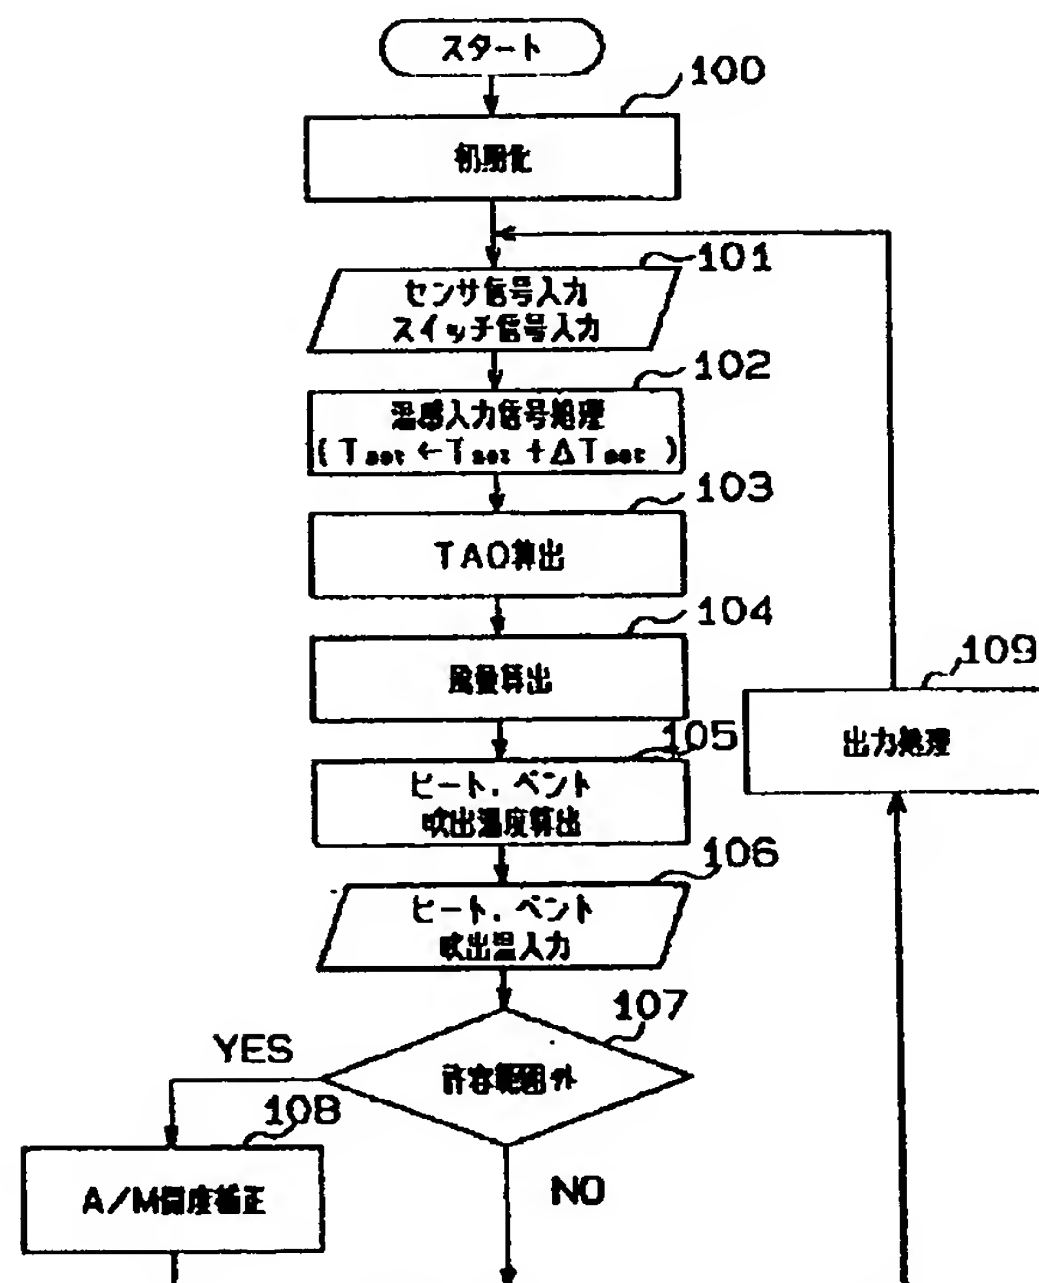 スタート
100
初期化
101
センサ信号入力
スイッチ信号入力
102
温感入力信号処理
(Tset←Tset+ΔTset)
103
TAO算出
104
風量算出
105
ヒート、ベント
吹出温度算出
106
ヒート、ベント
吹出温入力
107
許容範囲外
YES
NO
108
A/M開度補正
109
出力処理